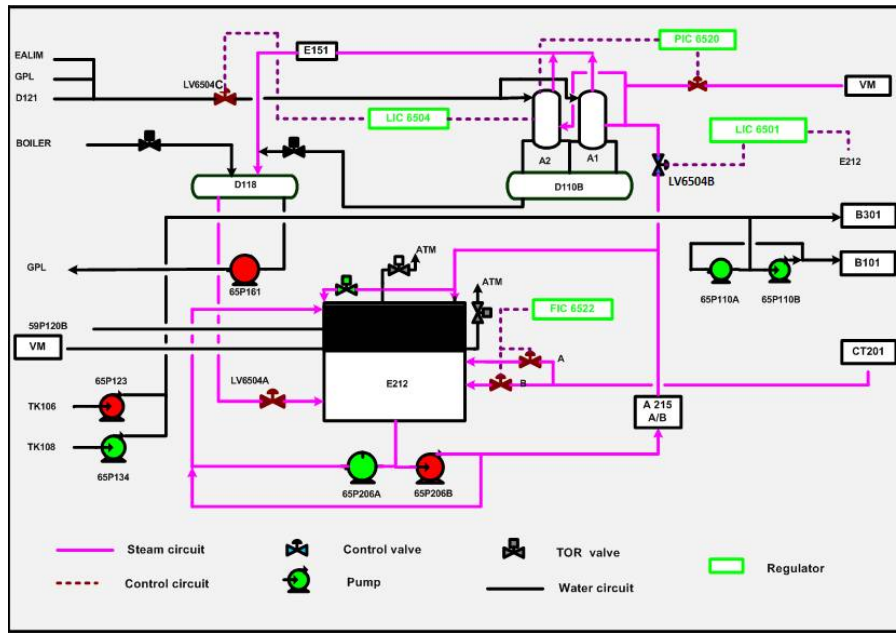 EALIM
GPL
D121
LV6504C
E151
PIC 6520
VM
LIC 6504
LIC 6501
E212
BOILER
A2
A1
LV6504B
D118
D110B
B301
B101
GPL
65P161
ATM
ATM
65P110A
65P110B
FIC 6522
59P120B
VM
A
B
CT201
E212
LV6504A
65P123
TK106
TK108
65P134
A 215
A/B
65P206A
65P206B
Steam circuit
Control valve
TOR valve
Regulator
Control circuit
Pump
Water circuit